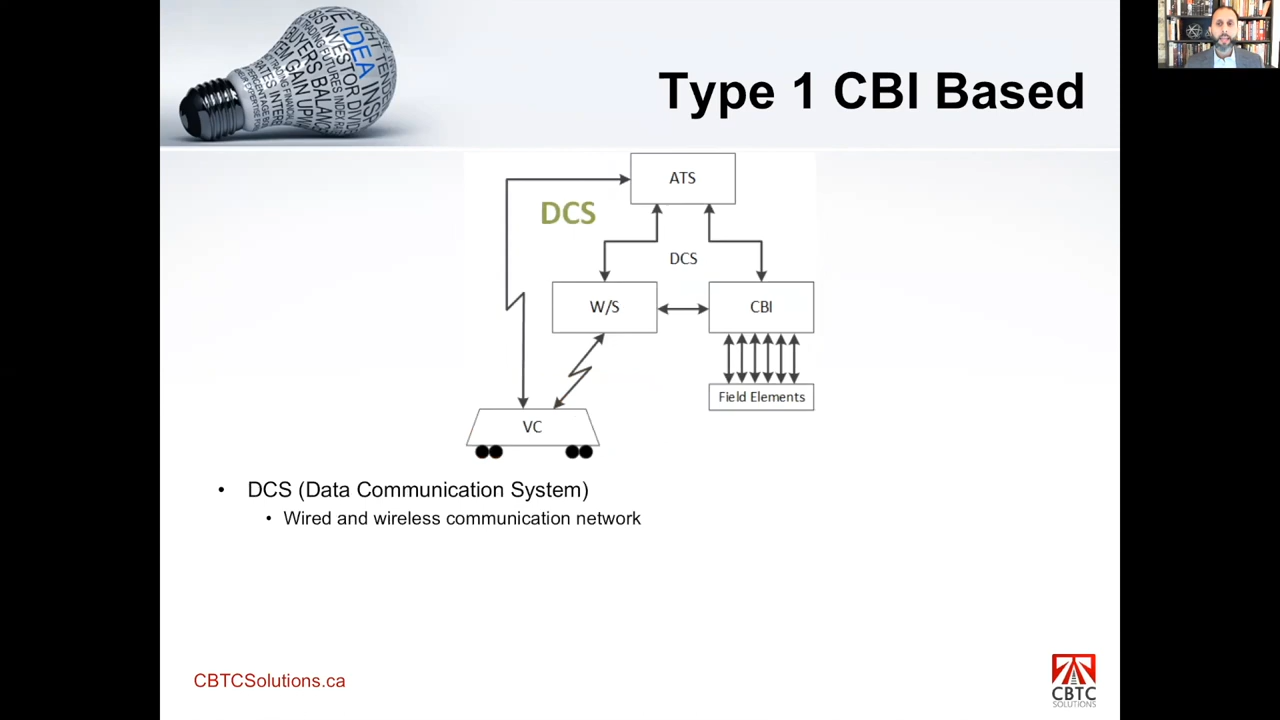 Type 1 CBI Based
ATS
DCS
DCS
W/S
CBI
Field Elements
VC
• DCS (Data Communication System)
• Wired and wireless communication network
CBTCSolutions.ca
CBTC
SOLUTIONS
IDEA